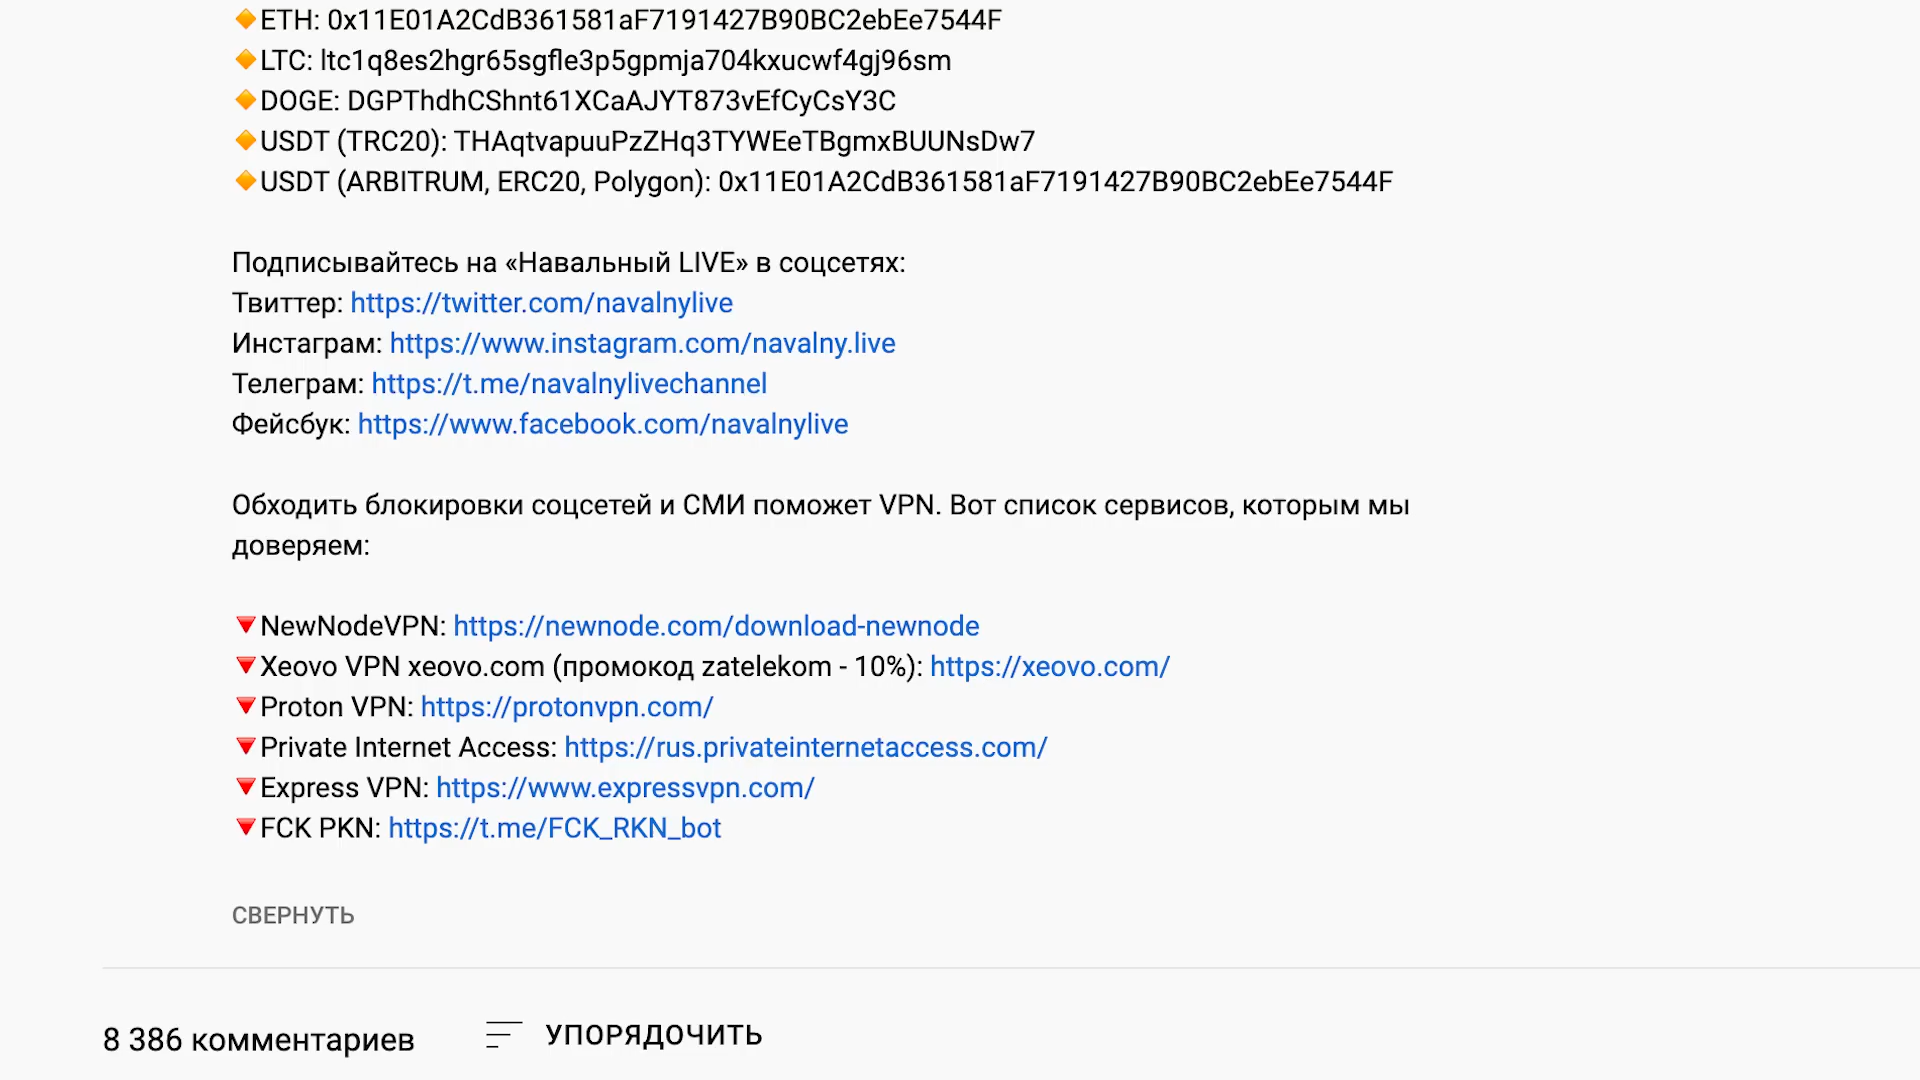 🔸ETH: 0x11E01A2CdB361581aF7191427B90BC2ebEe7544F
🔸LTC: ltc1q8es2hgr65sgfle3p5gpmja704kxucwf4gj96sm
🔸DOGE: DGPThdhCShnt61XCaAJYT873vEfCyCsY3C
🔸USDT (TRC20): THAqtvapuuPzZHq3TYWEeTBgmxBUUNsDw7
🔸USDT (ARBITRUM, ERC20, Polygon): 0x11E01A2CdB361581aF7191427B90BC2ebEe7544F
Подписывайтесь на «Навальный LIVE» в соцсетях:
Твиттер: https://twitter.com/navalnylive
Инстаграм: https://www.instagram.com/navalny.live
Телеграм: https://t.me/navalnylivechannel
Фейсбук: https://www.facebook.com/navalnylive
Обходить блокировки соцсетей и СМИ поможет VPN. Вот список сервисов, которым мы
доверяем:
🔻NewNodeVPN: https://newnode.com/download-newnode
🔻Xeovo VPN xeovo.com (промокод zatelekom - 10%): https://xeovo.com/
🔻Proton VPN: https://protonvpn.com/
🔻Private Internet Access: https://rus.privateinternetaccess.com/
🔻Express VPN: https://www.expressvpn.com/
🔻FCK PKN: https://t.me/FCK_RKN_bot
СВЕРНУТЬ
8 386 комментариев УПОРЯДОЧИТЬ